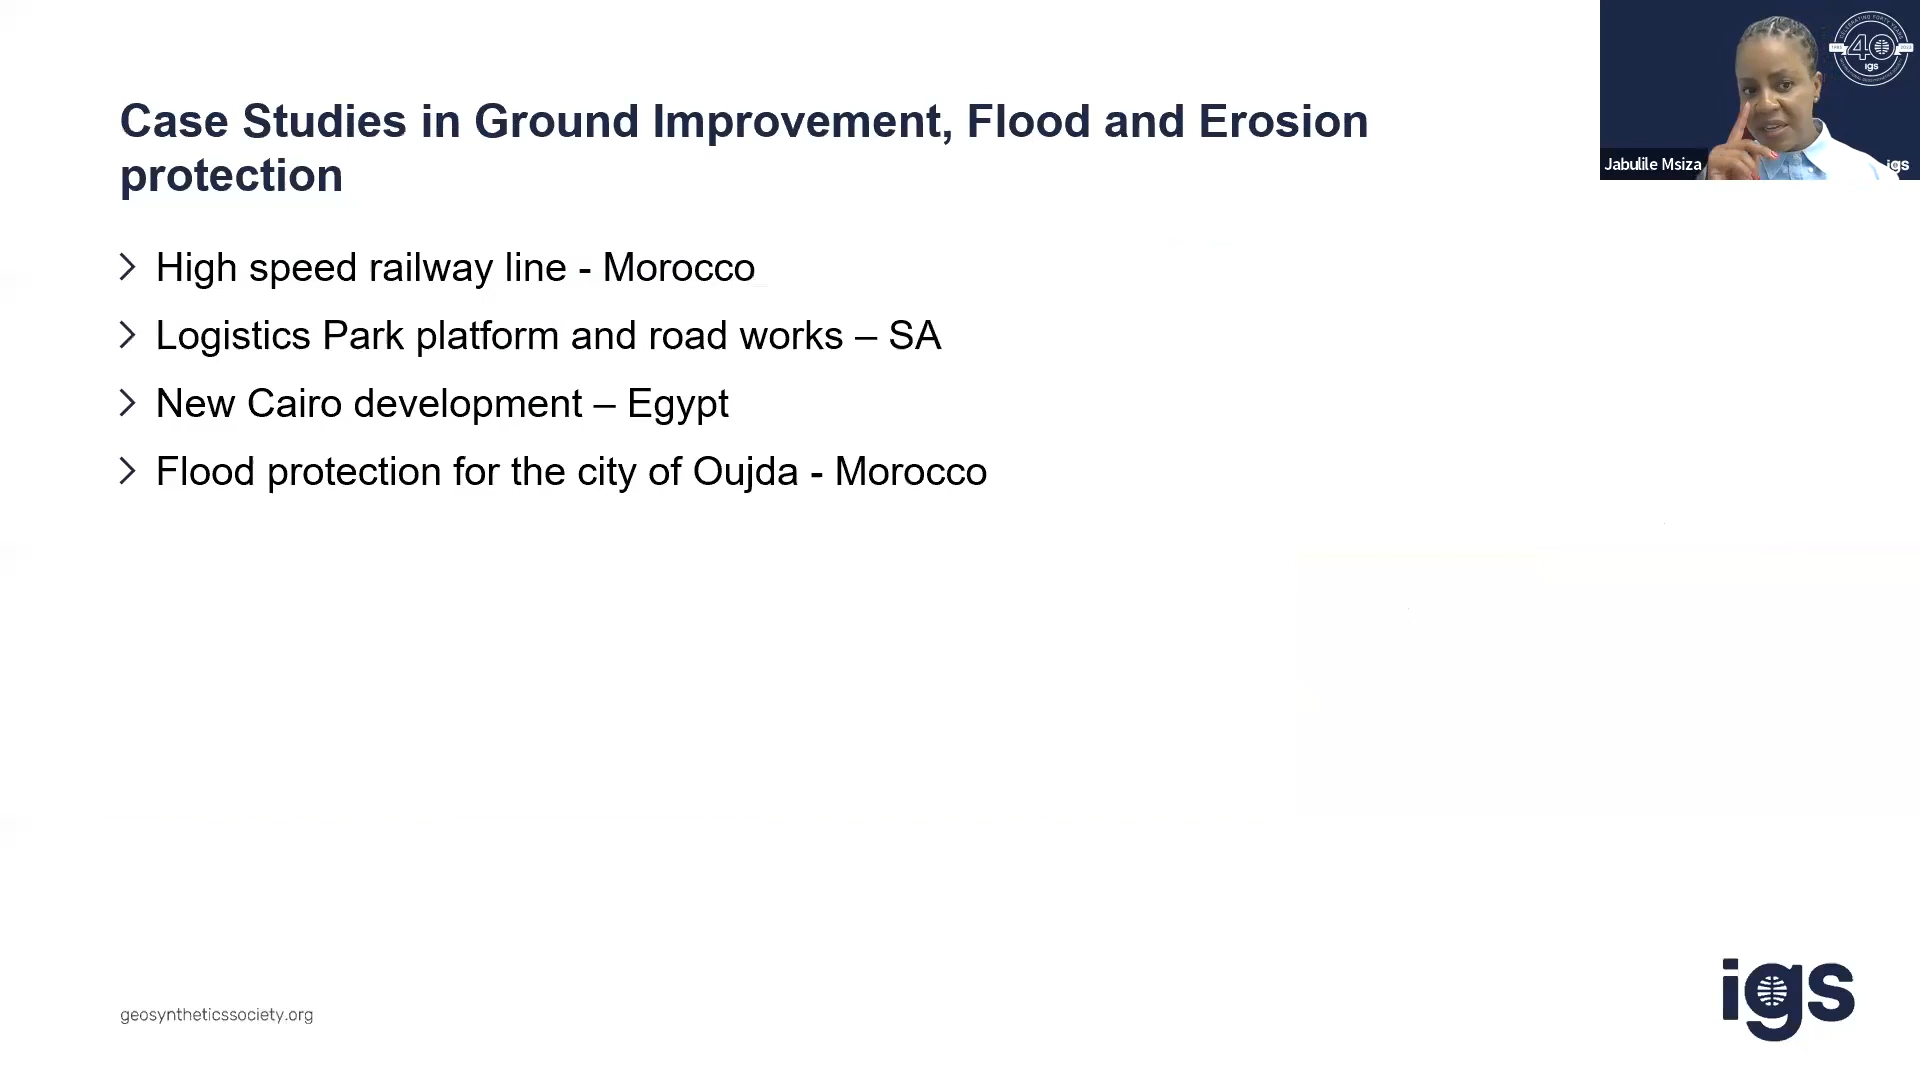 Case Studies in Ground Improvement, Flood and Erosion
protection
High speed railway line - Morocco
Logistics Park platform and road works – SA
New Cairo development – Egypt
Flood protection for the city of Oujda - Morocco
40
igs
Jabulile Msiza
igs
geosyntheticssociety.org
igs